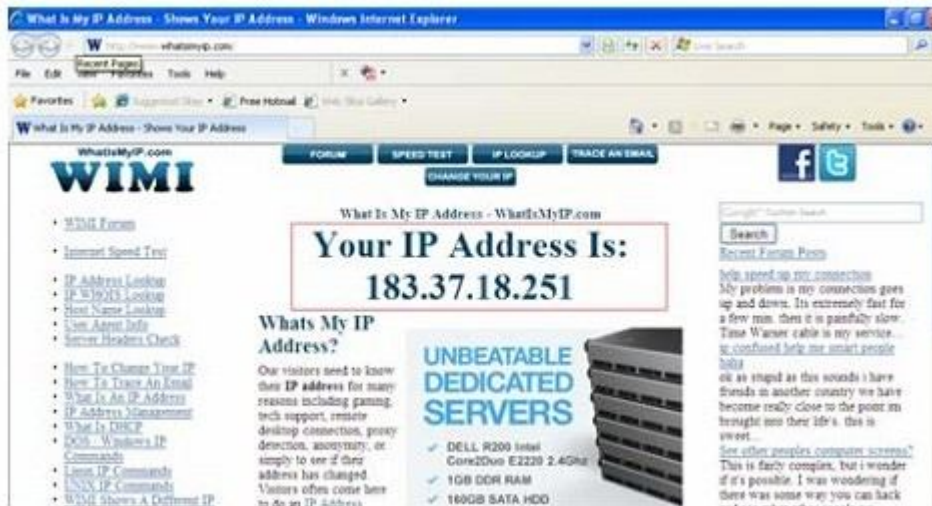 What Is My IP Address - Shows Your IP Address - Windows Internet Explorer
whatismyip.com
Recent Pages
File Edit View Favorites Tools Help
Favorites Suggested Sites Free Hotmail Web Slice Gallery
What Is My IP Address - Shows Your IP Address
Page Safety Tools
WhatIsMyIP.com
WIMI
FORUM SPEED TEST IP LOOKUP TRACE AN EMAIL
CHANGE YOUR IP
WIMI Forum
Internet Speed Test
IP Address Lookup
IP WHOIS Lookup
Host Name Lookup
User Agent Info
Server Headers Check
How To Change Your IP
How To Trace An Email
What Is An IP Address
IP Address Management
What Is DHCP
DOS - Windows IP
Commands
Linux IP Commands
UNIX IP Commands
WIMI Shows A Different IP
What Is My IP Address - WhatIsMyIP.com
Your IP Address Is:
183.37.18.251
Whats My IP
Address?
Our visitors need to know
their IP address for many
reasons including gaming,
tech support, remote
desktop connection, proxy
detection, anonymity, or
simply to see if their
address has changed.
Visitors often come here
to do an IP Address
UNBEATABLE
DEDICATED
SERVERS
DELL R200 Intel
Core2Duo E2220 2.4Ghz
1GB DDR RAM
160GB SATA HDD
Search
Recent Forum Posts
help speed up my connection
My problem is my connection goes
up and down. Its extremely fast for
a few min. then it is painfully slow.
Time Warner cable is my service...
so confused help me smart people
haha
ok as stupid as this sounds i have
friends in another country we have
become really close to the point im
brought into their life's. this is
sweet...
See other peoples computer screens?
This is fairly complex, but i wonder
if it's possible. I was wondering if
there was some way you can hack